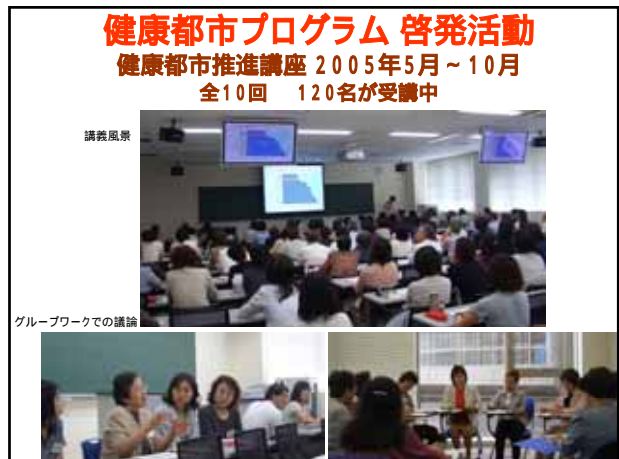 健康都市プログラム 啓発活動
健康都市推進講座 2005年5月~10月
全10回　120名が受講中
講義風景
グループワークでの議論